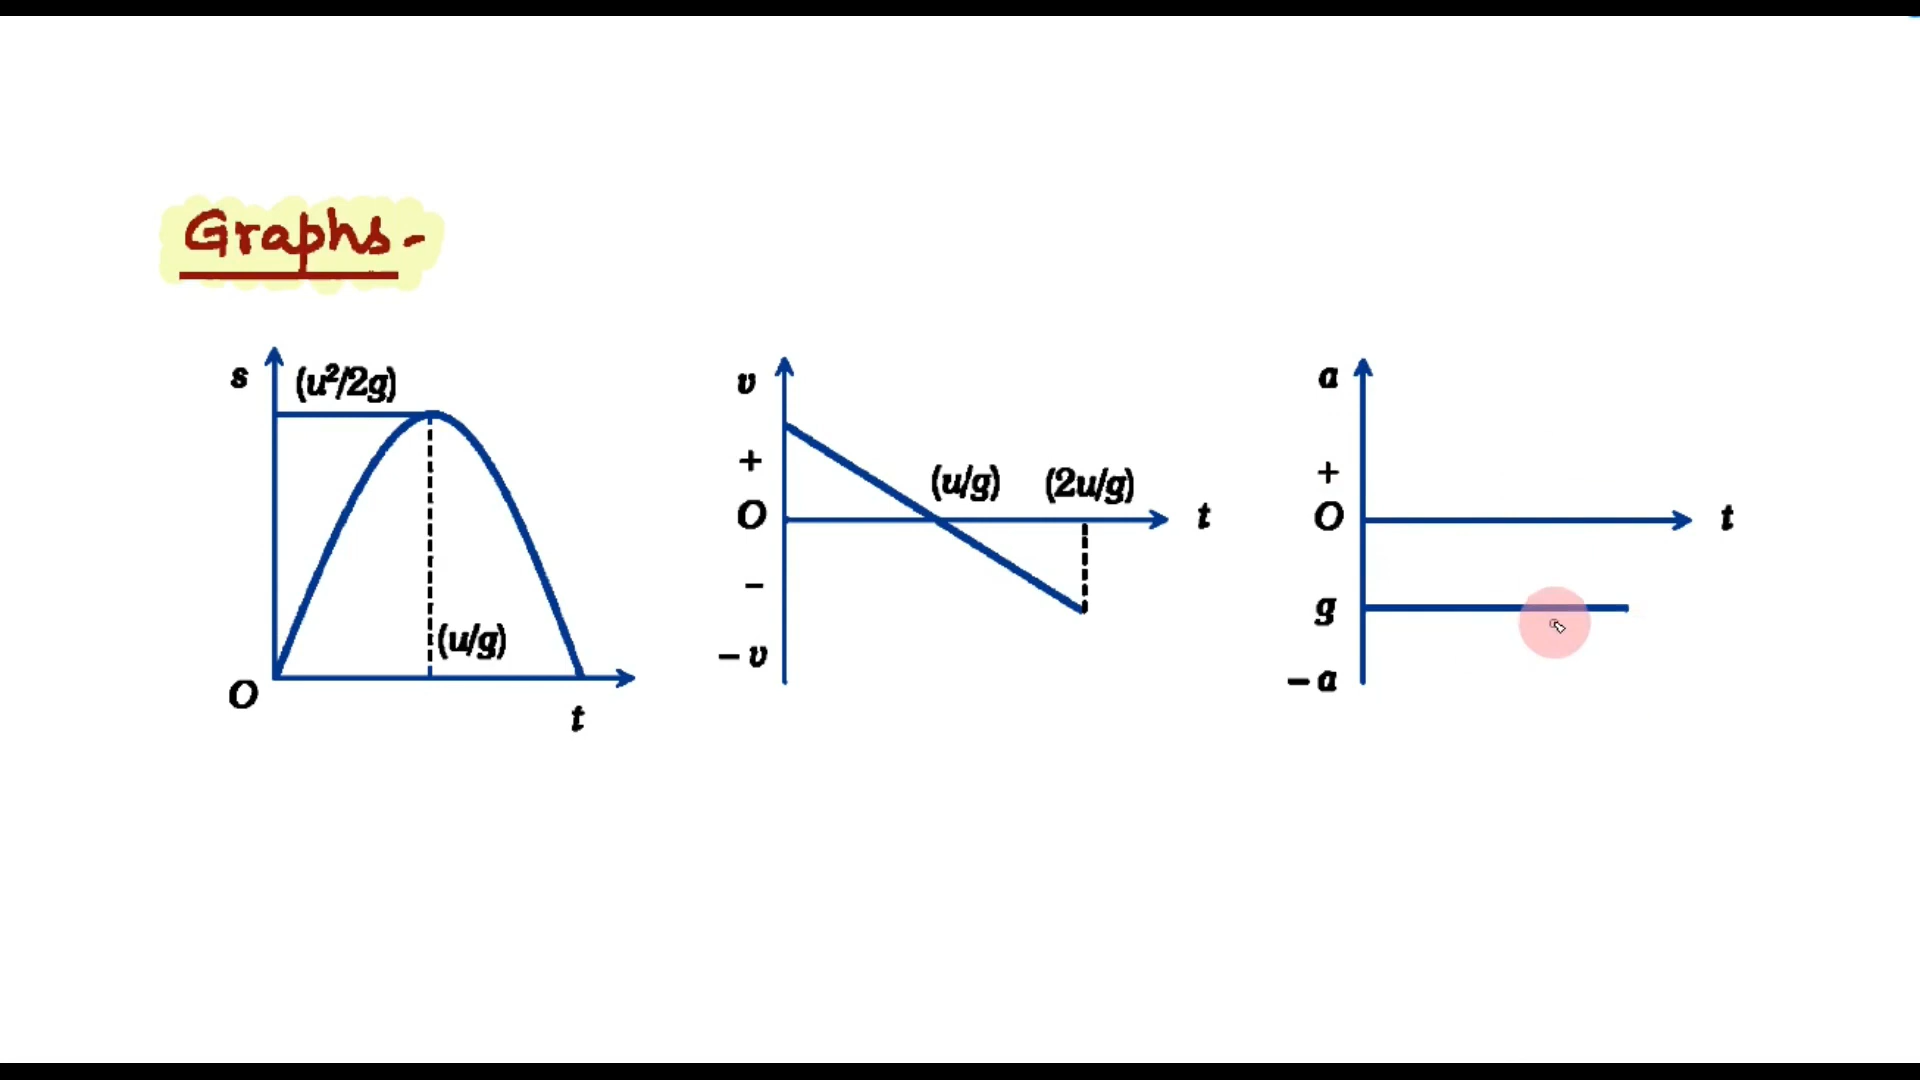 Graphs -
s
(u²/2g)
(u/g)
O
t
v
+
O
(u/g)
(2u/g)
t
–
– v
a
+
O
t
g
– a